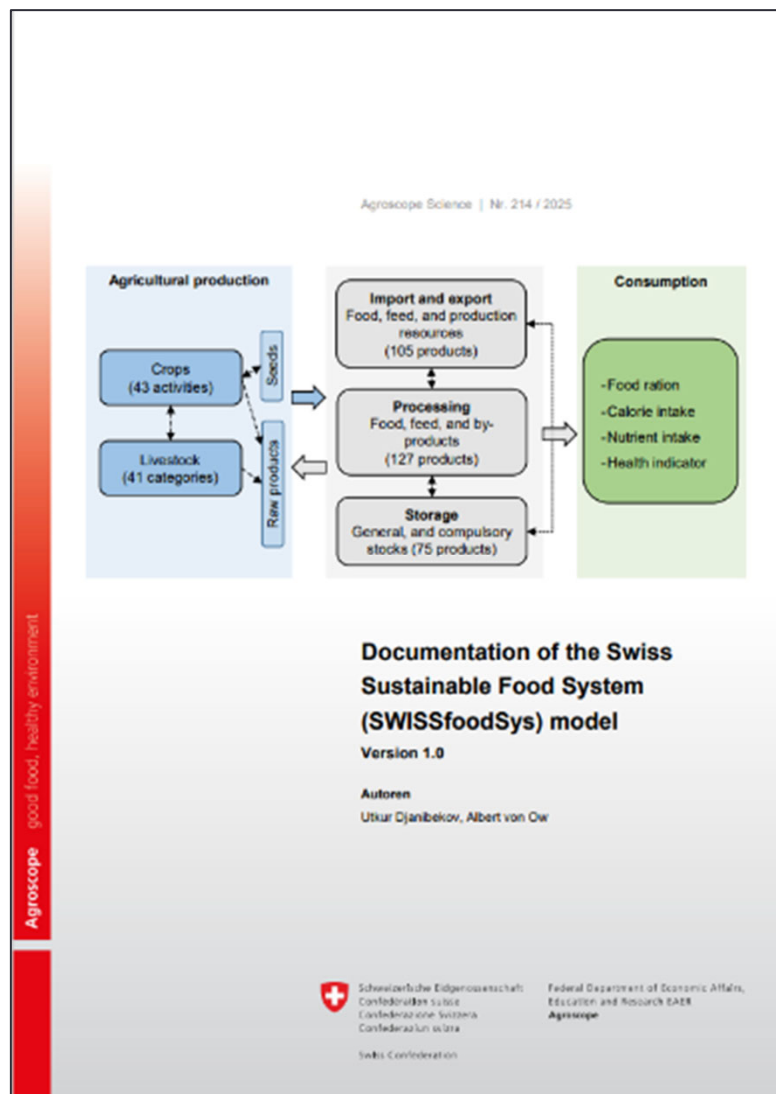 Agroscope Science | Nr. 214 / 2025
Agricultural production
Crops
(43 activities)
Livestock
(41 categories)
Seeds
Raw products
Import and export
Food, feed, and production
resources
(105 products)
Processing
Food, feed, and by-
products
(127 products)
Storage
General, and compulsory
stocks (75 products)
Consumption
-Food ration
-Calorie intake
-Nutrient intake
-Health indicator
Documentation of the Swiss
Sustainable Food System
(SWISSfoodSys) model
Version 1.0
Autoren
Utkur Djanibekov, Albert von Ow
Agroscope good food, healthy environment
Schweizerische Eidgenossenschaft
Confédération suisse
Confederazione Svizzera
Confederaziun svizra
Swiss Confederation
Federal Department of Economic Affairs,
Education and Research EAER
Agroscope